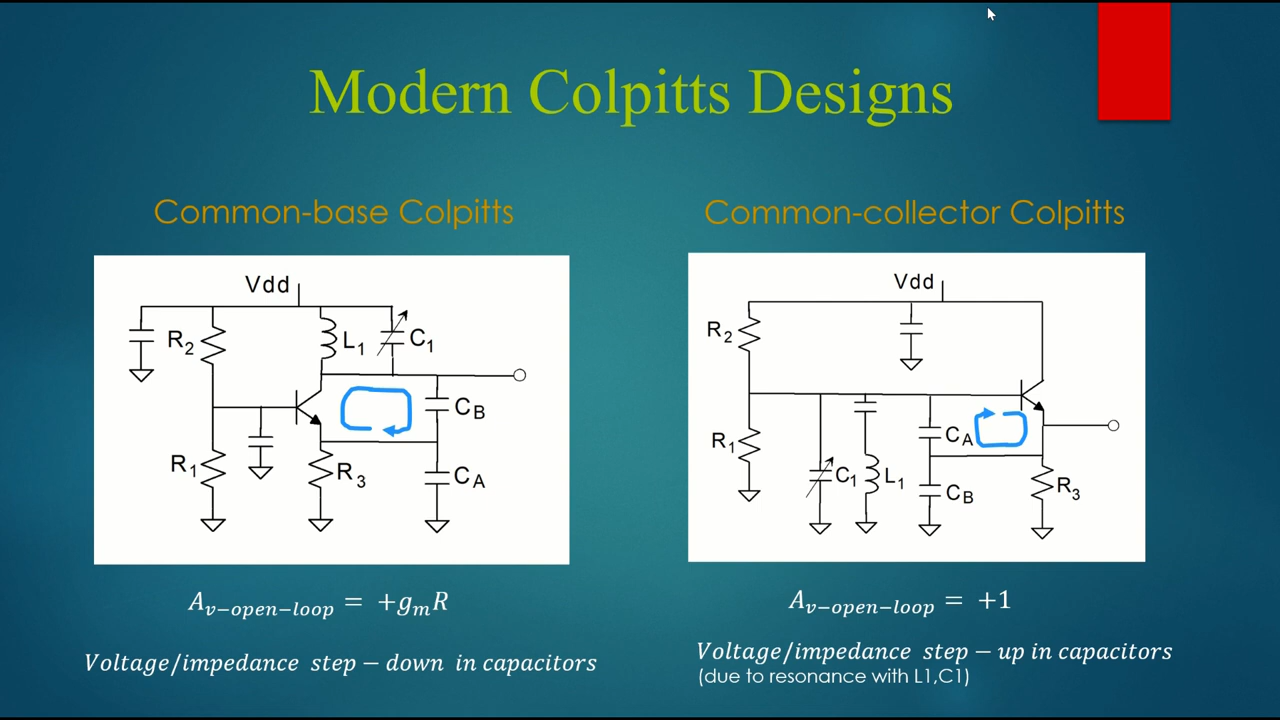 Modern Colpitts Designs
Common-base Colpitts
Vdd
R2
L1
C1
CB
R1
R3
CA
Av−open−loop = +gmR
Voltage/impedance step − down in capacitors
Common-collector Colpitts
Vdd
R2
R1
CA
C1
L1
CB
R3
Av−open−loop = +1
Voltage/impedance step − up in capacitors
(due to resonance with L1,C1)